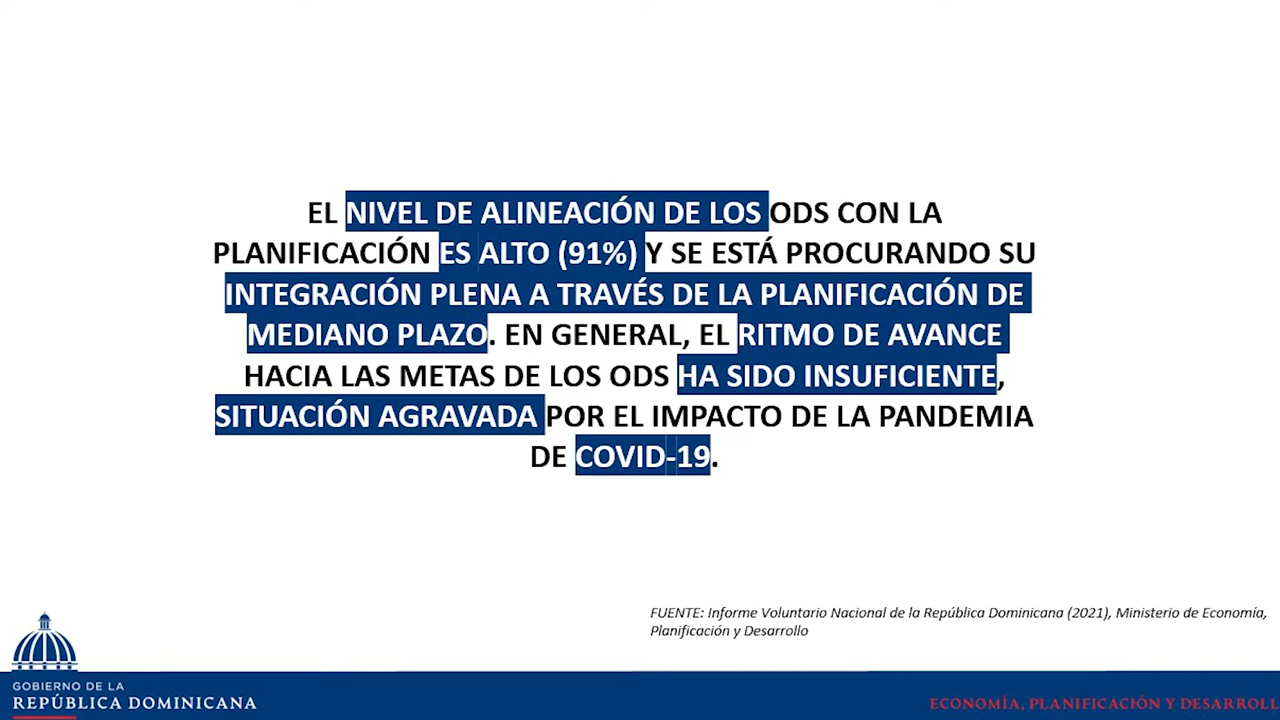 EL NIVEL DE ALINEACIÓN DE LOS ODS CON LA
PLANIFICACIÓN ES ALTO (91%) Y SE ESTÁ PROCURANDO SU
INTEGRACIÓN PLENA A TRAVÉS DE LA PLANIFICACIÓN DE
MEDIANO PLAZO. EN GENERAL, EL RITMO DE AVANCE
HACIA LAS METAS DE LOS ODS HA SIDO INSUFICIENTE,
SITUACIÓN AGRAVADA POR EL IMPACTO DE LA PANDEMIA
DE COVID-19.
FUENTE: Informe Voluntario Nacional de la República Dominicana (2021), Ministerio de Economía,
Planificación y Desarrollo
GOBIERNO DE LA
REPÚBLICA DOMINICANA
ECONOMÍA, PLANIFICACIÓN Y DESARROLL